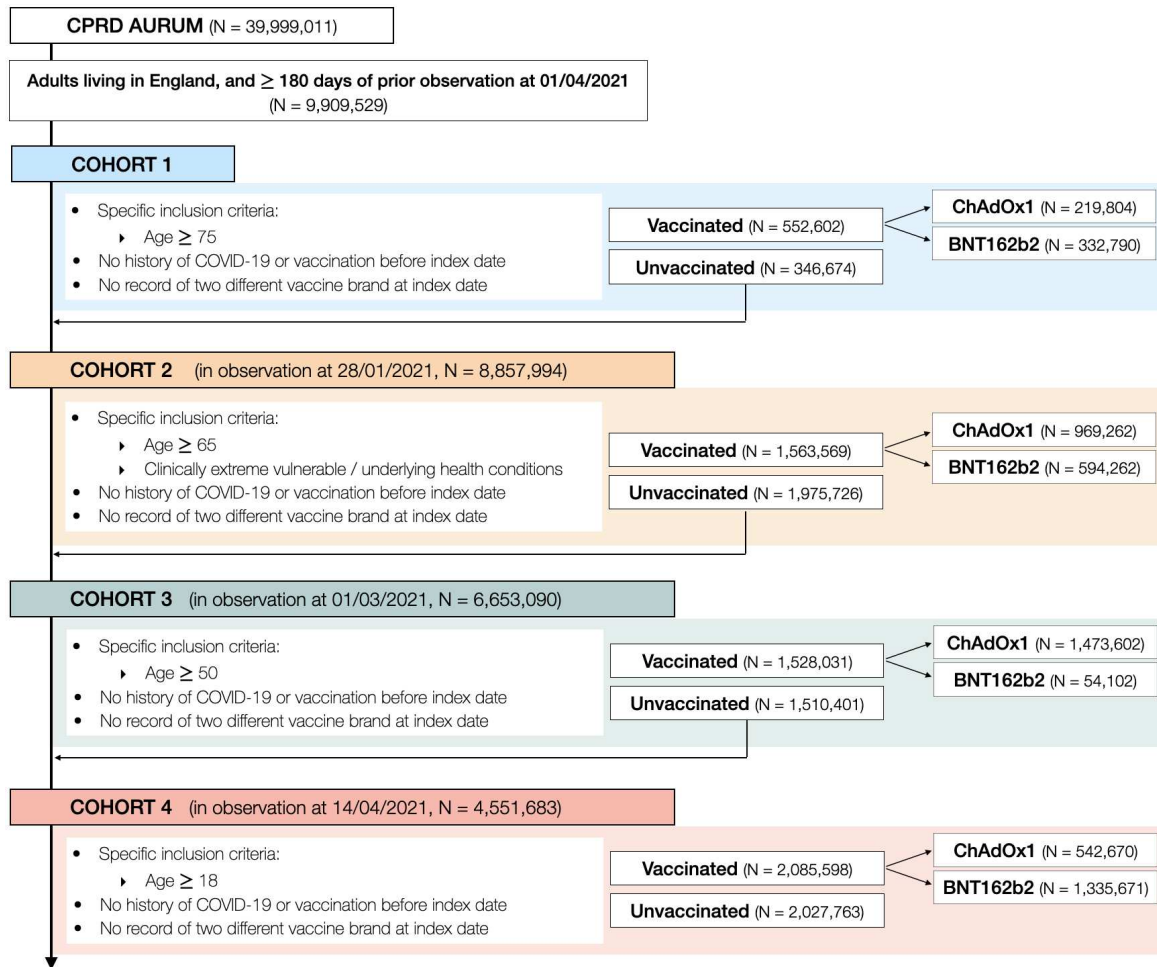 CPRD AURUM (N = 39,999,011)
Adults living in England, and ≥ 180 days of prior observation at 01/04/2021
(N = 9,909,529)
COHORT 1
• Specific inclusion criteria:
‣ Age ≥ 75
• No history of COVID-19 or vaccination before index date
• No record of two different vaccine brand at index date
Vaccinated (N = 552,602)
Unvaccinated (N = 346,674)
ChAdOx1 (N = 219,804)
BNT162b2 (N = 332,790)
COHORT 2 (in observation at 28/01/2021, N = 8,857,994)
• Specific inclusion criteria:
‣ Age ≥ 65
‣ Clinically extreme vulnerable / underlying health conditions
• No history of COVID-19 or vaccination before index date
• No record of two different vaccine brand at index date
Vaccinated (N = 1,563,569)
Unvaccinated (N = 1,975,726)
ChAdOx1 (N = 969,262)
BNT162b2 (N = 594,262)
COHORT 3 (in observation at 01/03/2021, N = 6,653,090)
• Specific inclusion criteria:
‣ Age ≥ 50
• No history of COVID-19 or vaccination before index date
• No record of two different vaccine brand at index date
Vaccinated (N = 1,528,031)
Unvaccinated (N = 1,510,401)
ChAdOx1 (N = 1,473,602)
BNT162b2 (N = 54,102)
COHORT 4 (in observation at 14/04/2021, N = 4,551,683)
• Specific inclusion criteria:
‣ Age ≥ 18
• No history of COVID-19 or vaccination before index date
• No record of two different vaccine brand at index date
Vaccinated (N = 2,085,598)
Unvaccinated (N = 2,027,763)
ChAdOx1 (N = 542,670)
BNT162b2 (N = 1,335,671)